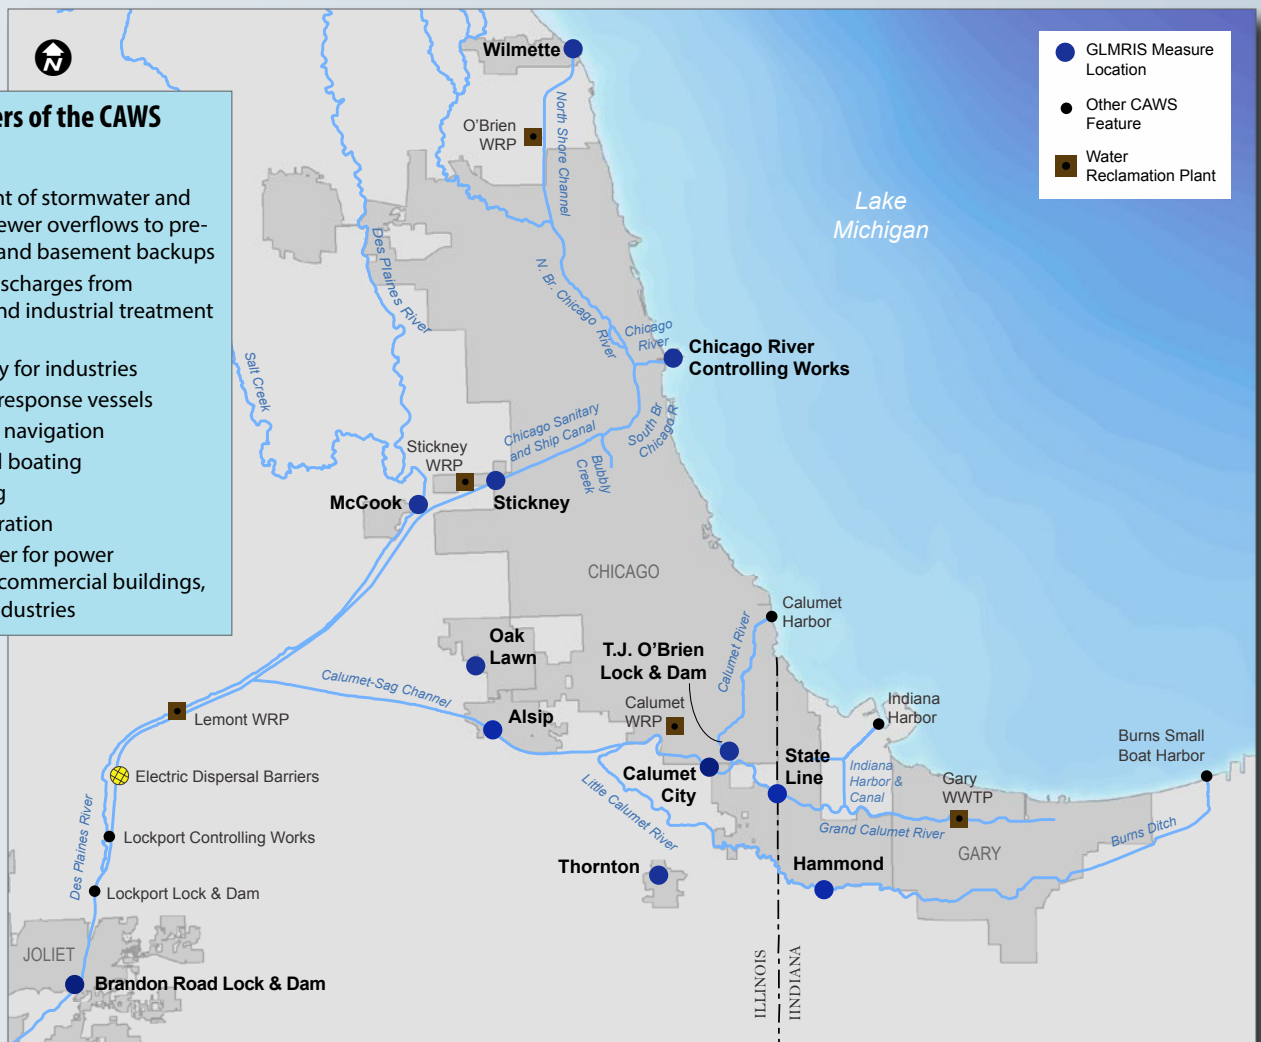 N
ers of the CAWS
nt of stormwater and
ewer overflows to pre-
and basement backups
scharges from
nd industrial treatment
y for industries
response vessels
navigation
d boating
g
ration
er for power
commercial buildings,
dustries
GLMRIS Measure
Location
Other CAWS
Feature
Water
Reclamation Plant
Lake
Michigan
Wilmette
O'Brien
WRP
North Shore Channel
Des Plaines River
N. Br. Chicago River
Chicago
River
Chicago River
Controlling Works
Salt Creek
Chicago Sanitary
and Ship Canal
South Br
Chicago R
Bubbly
Creek
Stickney
WRP
McCook
Stickney
CHICAGO
Calumet
Harbor
Oak
Lawn
T.J. O'Brien
Lock & Dam
Calumet River
Calumet-Sag Channel
Alsip
Calumet
WRP
Lemont WRP
Indiana
Harbor
Burns Small
Boat Harbor
State
Line
Calumet
City
Indiana
Harbor &
Canal
Gary
WWTP
Electric Dispersal Barriers
Little Calumet River
Grand Calumet River
Burns Ditch
Des Plaines River
Lockport Controlling Works
GARY
Hammond
Thornton
Lockport Lock & Dam
JOLIET
Brandon Road Lock & Dam
ILLINOIS
IINDIANA